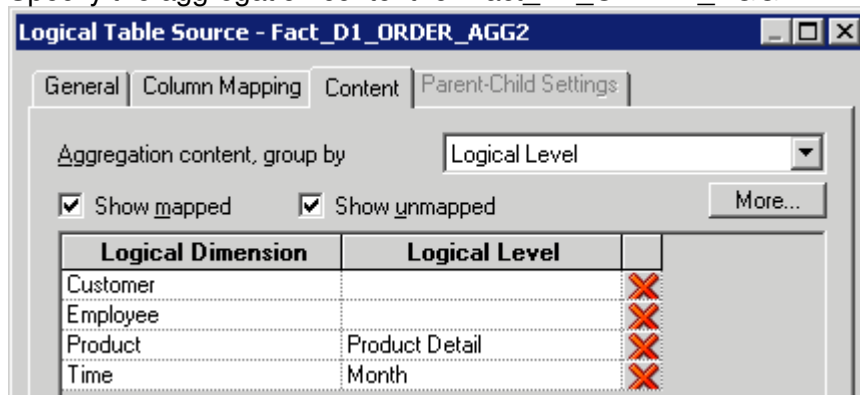 Logical Table Source - Fact_D1_ORDER_AGG2
General Column Mapping Content Parent-Child Settings
Aggregation content, group by Logical Level
Show mapped Show unmapped More...
Logical Dimension Logical Level
Customer
Employee
Product Product Detail
Time Month